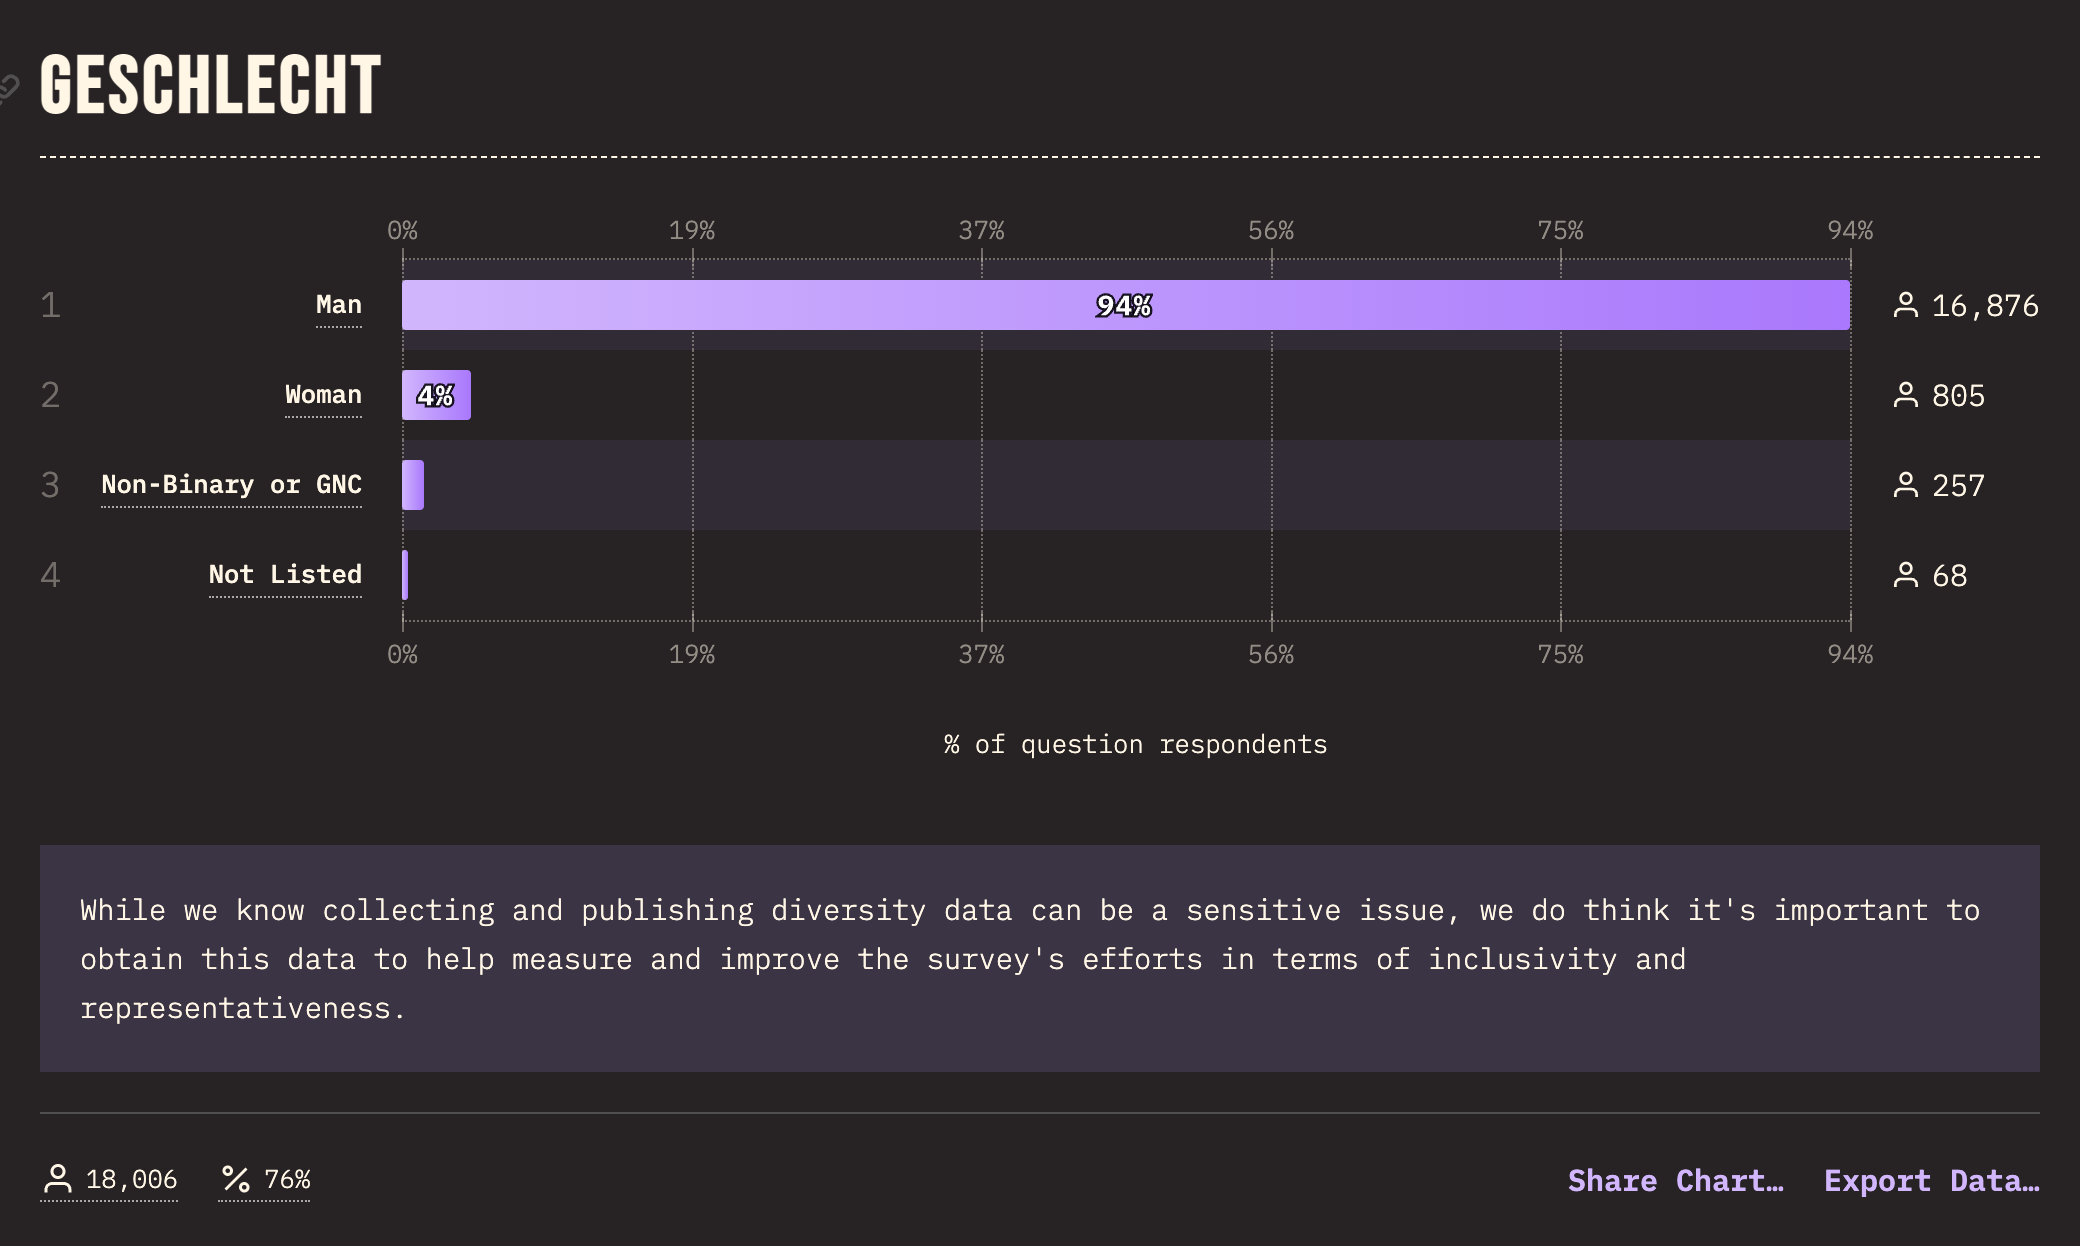 GESCHLECHT
0% 19% 37% 56% 75% 94%
1 Man 94% 16,876
2 Woman 4% 805
3 Non-Binary or GNC 257
4 Not Listed 68
0% 19% 37% 56% 75% 94%
% of question respondents
While we know collecting and publishing diversity data can be a sensitive issue, we do think it's important to
obtain this data to help measure and improve the survey's efforts in terms of inclusivity and
representativeness.
18,006 % 76% Share Chart… Export Data…